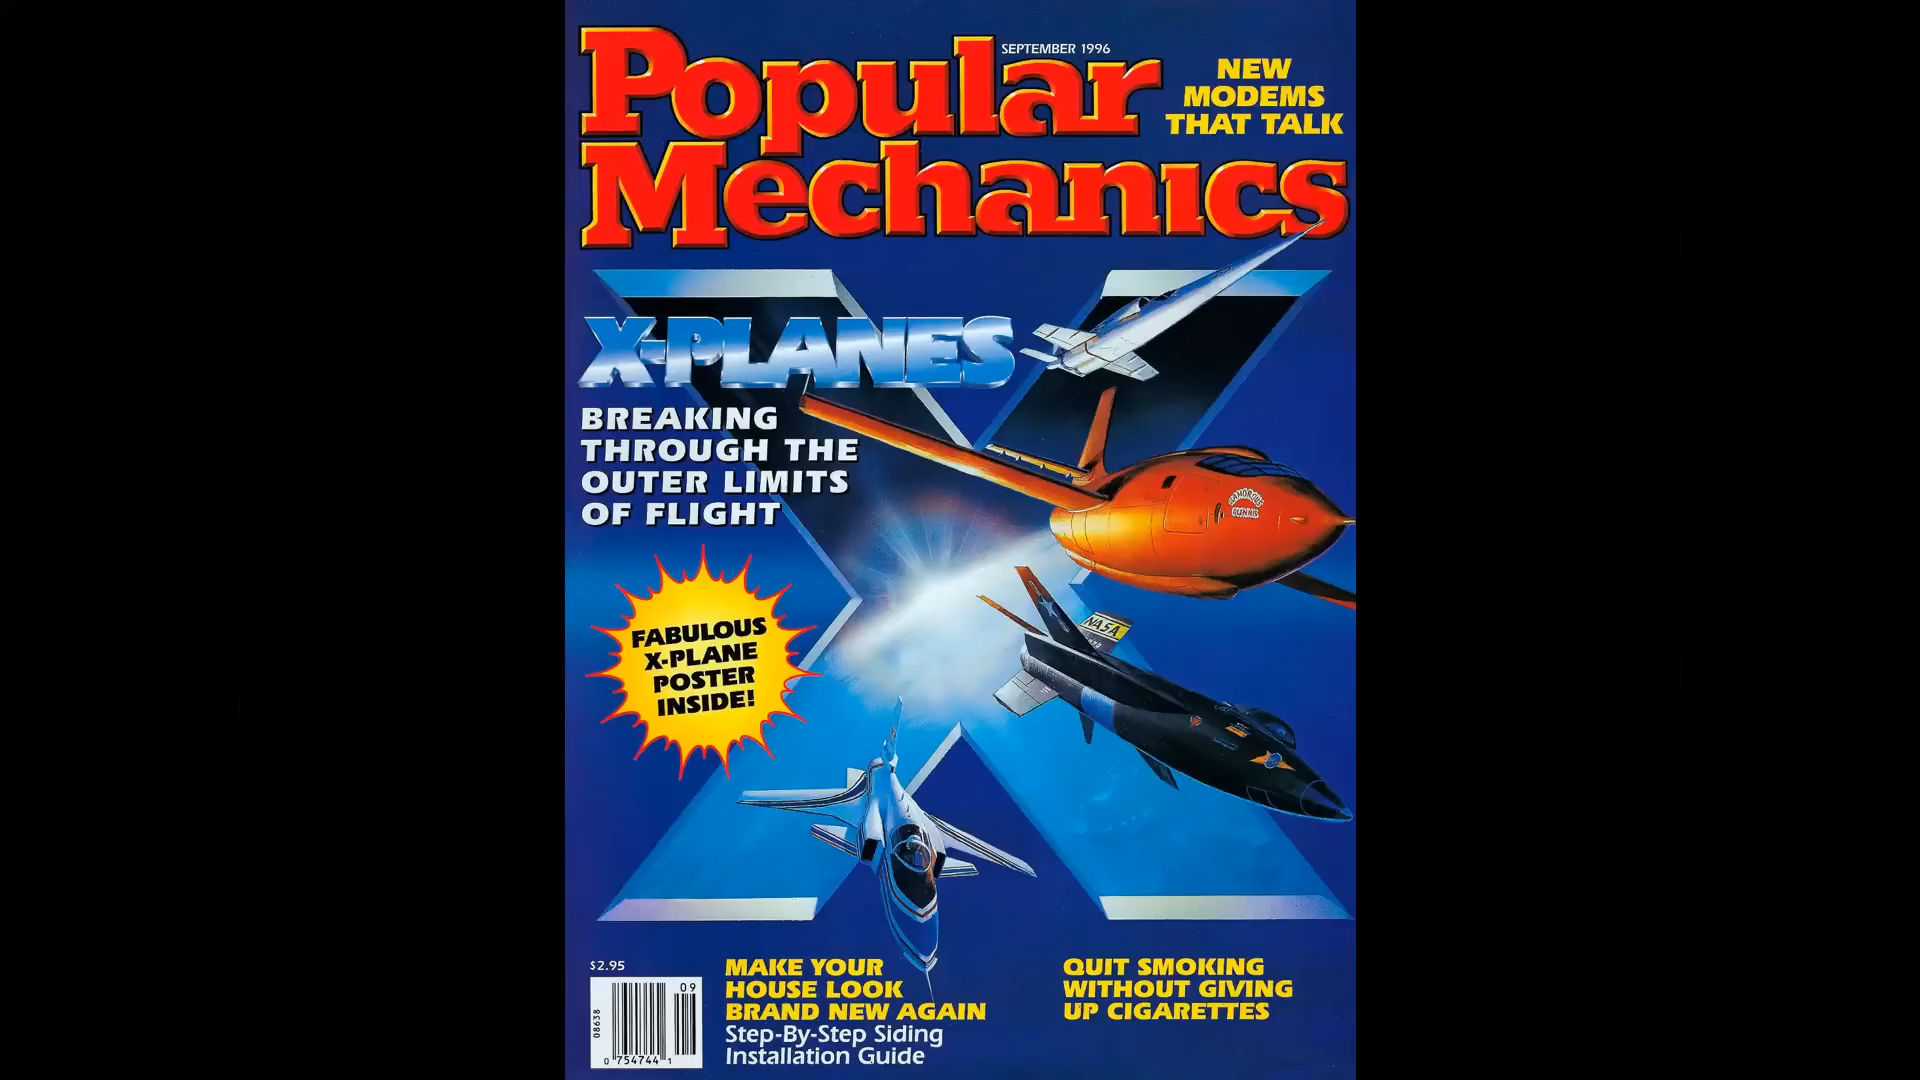 SEPTEMBER 1996
Popular
Mechanics
NEW
MODEMS
THAT TALK
X-PLANES
BREAKING
THROUGH THE
OUTER LIMITS
OF FLIGHT
GLAMOROUS
GLENNIS
NASA
FABULOUS
X-PLANE
POSTER
INSIDE!
$2.95
09
08638
0 754744 1
MAKE YOUR
HOUSE LOOK
BRAND NEW AGAIN
Step-By-Step Siding
Installation Guide
QUIT SMOKING
WITHOUT GIVING
UP CIGARETTES